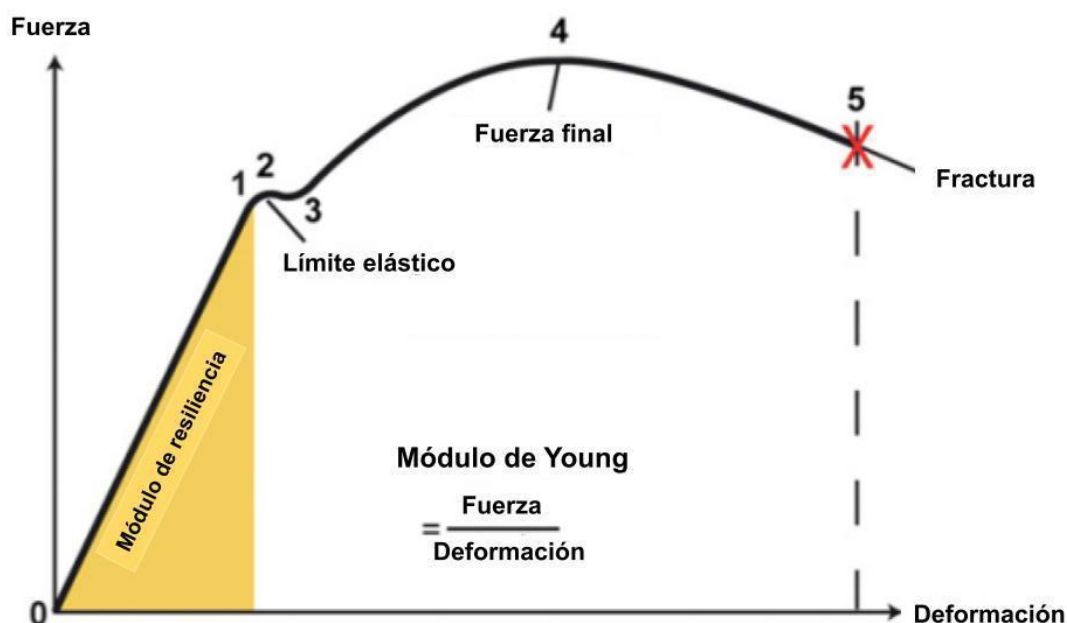 Fuerza
4
5
Fuerza final
2
1
3
Fractura
Límite elástico
Módulo de resiliencia
Módulo de Young
= Fuerza
Deformación
0
Deformación